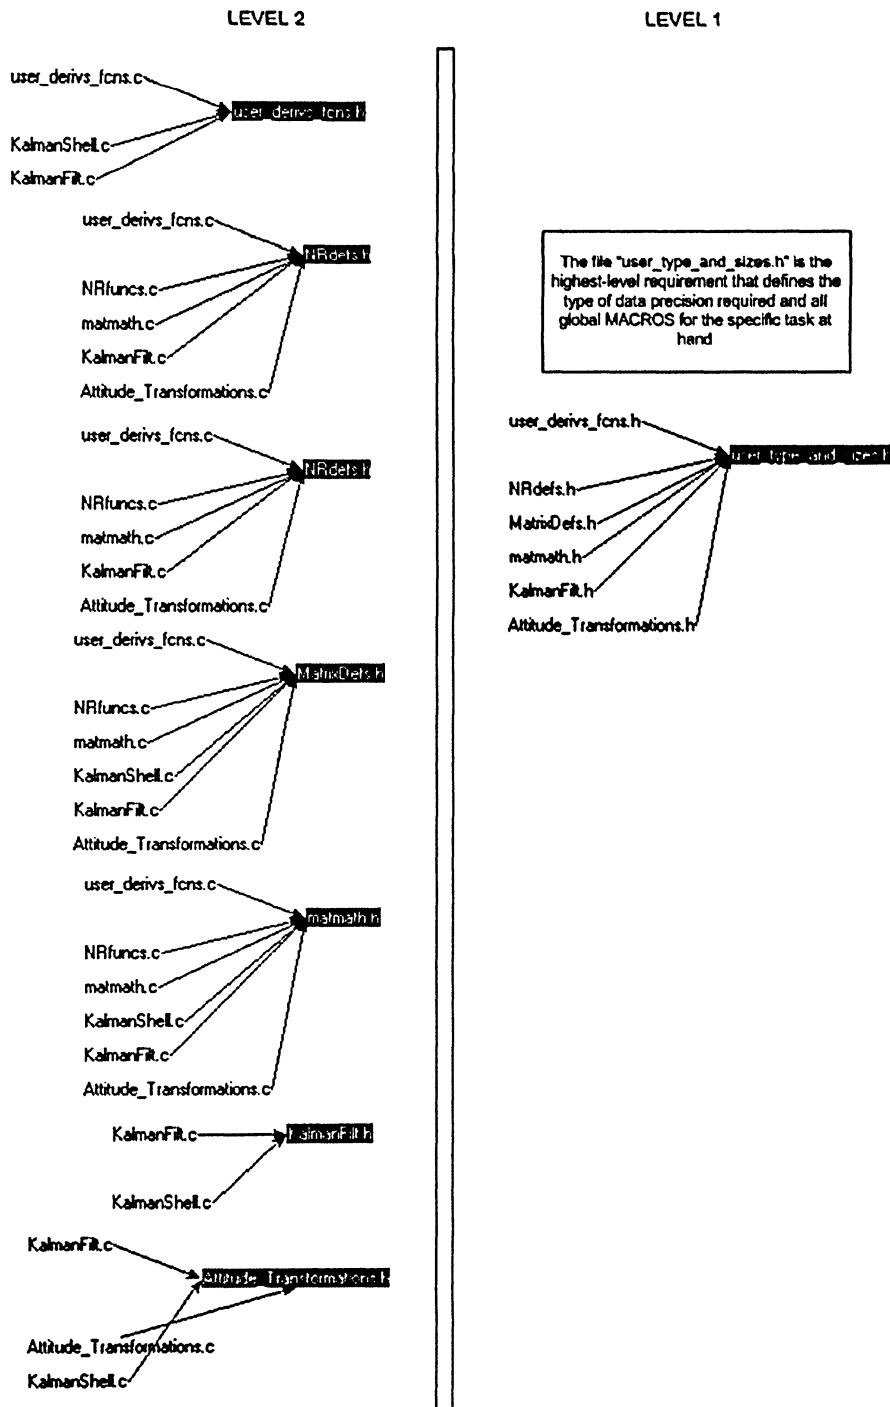 LEVEL 2
user_derivs_fcns.c
user_derivs_fcns.h
KalmanShell.c
KalmanFilt.c
user_derivs_fcns.c
NRdefs.h
NRfuncs.c
matmath.c
KalmanFilt.c
Attitude_Transformations.c
user_derivs_fcns.c
NRdefs.h
NRfuncs.c
matmath.c
KalmanFilt.c
Attitude_Transformations.c
user_derivs_fcns.c
MatrixDefs.h
NRfuncs.c
matmath.c
KalmanShell.c
KalmanFilt.c
Attitude_Transformations.c
user_derivs_fcns.c
matmath.h
NRfuncs.c
matmath.c
KalmanShell.c
KalmanFilt.c
Attitude_Transformations.c
KalmanFilt.c
KalmanFilt.h
KalmanShell.c
KalmanFilt.c
Attitude_Transformations.h
Attitude_Transformations.c
KalmanShell.c
LEVEL 1
The file "user_type_and_sizes.h" is the
highest-level requirement that defines the
type of data precision required and all
global MACROS for the specific task at
hand
user_derivs_fcns.h
user_type_and_sizes.h
NRdefs.h
MatrixDefs.h
matmath.h
KalmanFilt.h
Attitude_Transformations.h